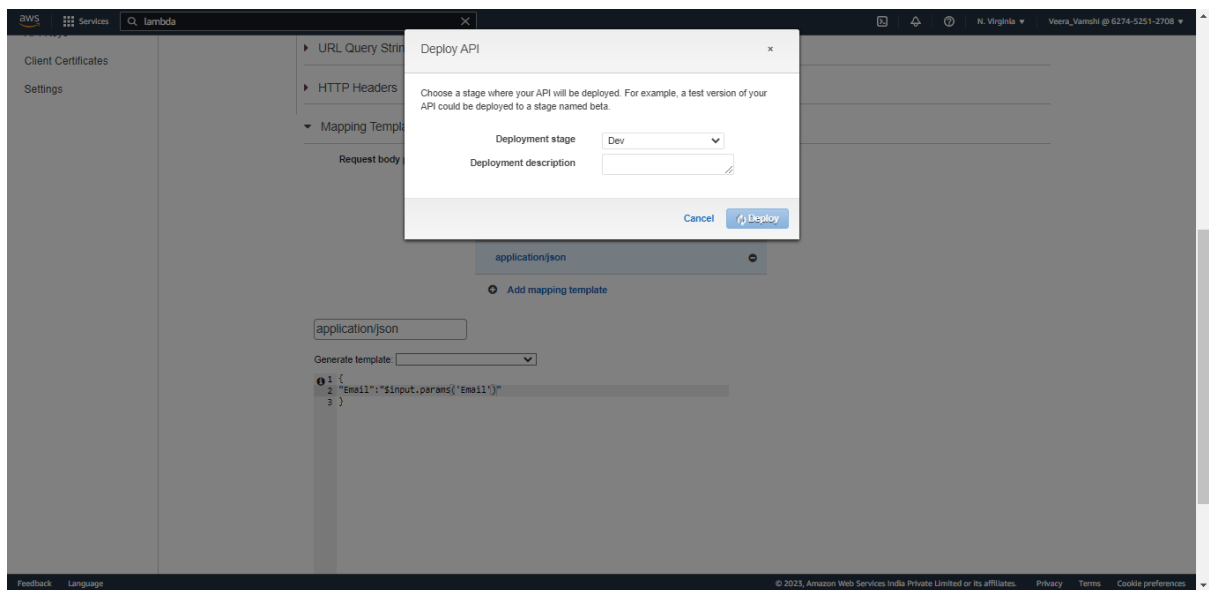 aws Services lambda N. Virginia Veera_Vamshi @ 6274-5251-2708
Client Certificates
Settings
URL Query Strin
HTTP Headers
Mapping Templa
Request body
Deploy API
Choose a stage where your API will be deployed. For example, a test version of your
API could be deployed to a stage named beta.
Deployment stage Dev
Deployment description
Cancel Deploy
application/json
Add mapping template
application/json
Generate template:
1 {
2 "Email":"$input.params('Email')"
3 }
Feedback Language © 2023, Amazon Web Services India Private Limited or its affiliates. Privacy Terms Cookie preferences